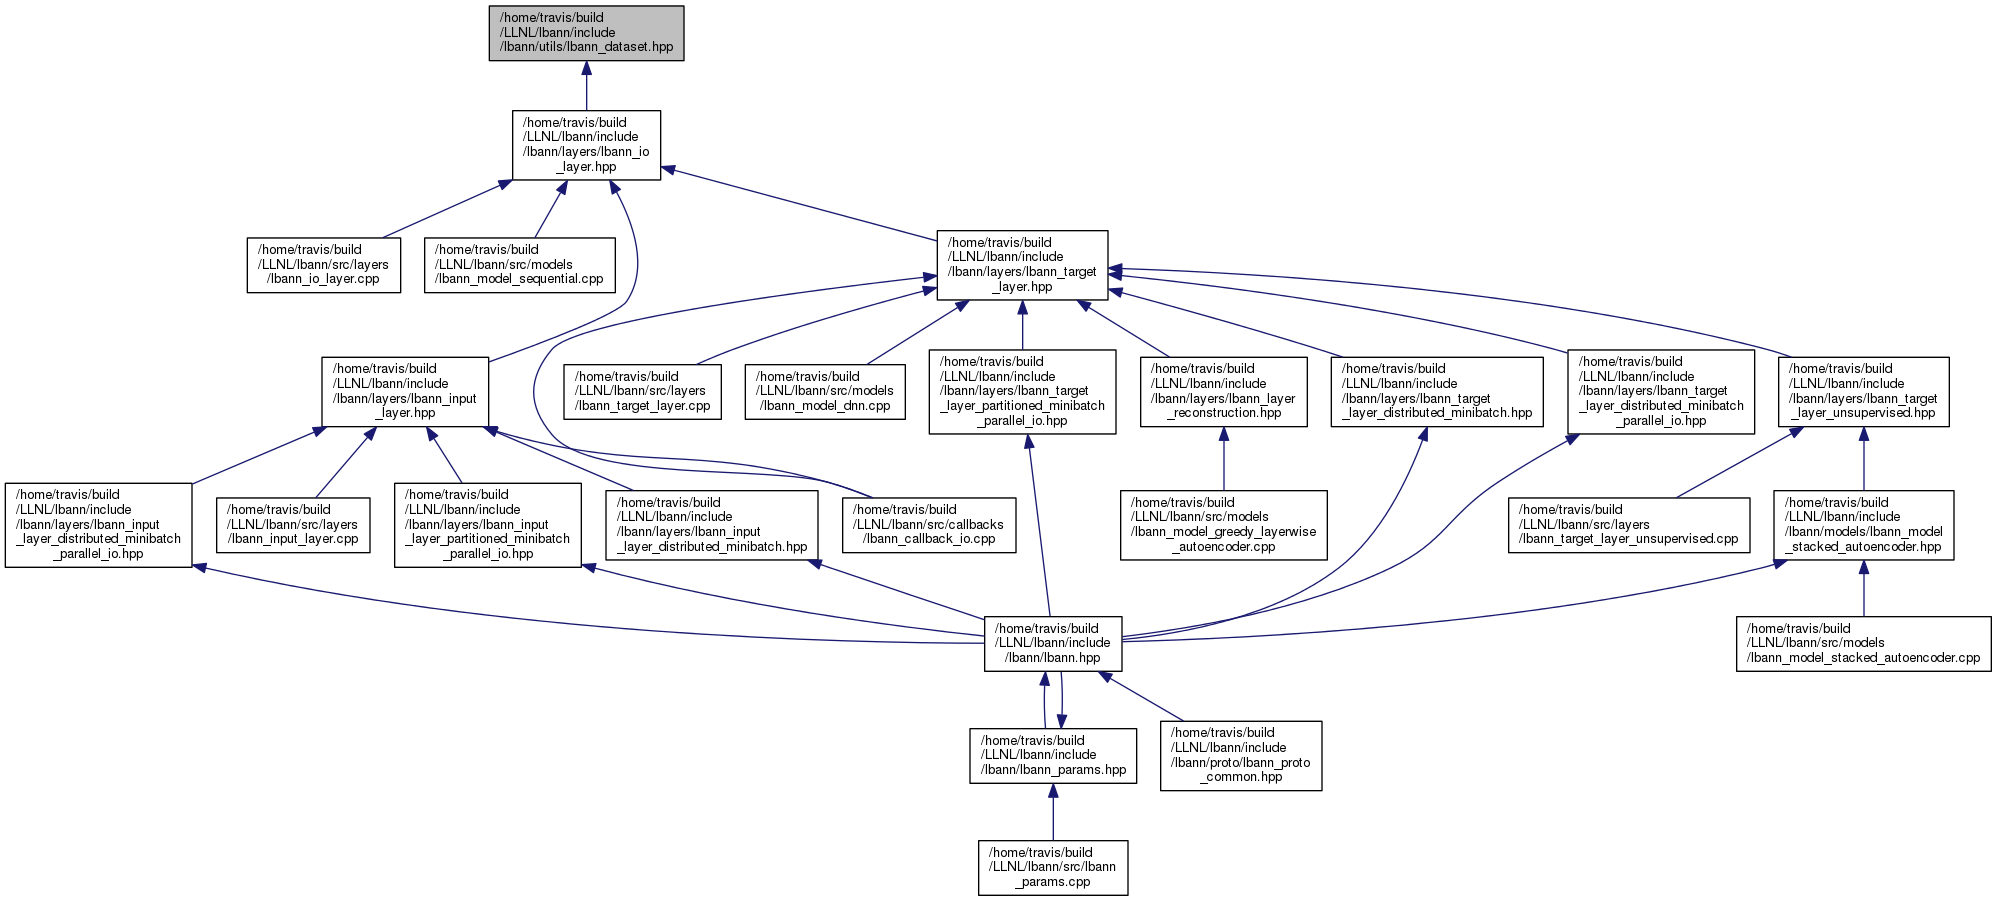 /home/travis/build
/LLNL/lbann/include
/lbann/utils/lbann_dataset.hpp
/home/travis/build
/LLNL/lbann/include
/lbann/layers/lbann_io
_layer.hpp
/home/travis/build
/LLNL/lbann/src/layers
/lbann_io_layer.cpp
/home/travis/build
/LLNL/lbann/src/models
/lbann_model_sequential.cpp
/home/travis/build
/LLNL/lbann/include
/lbann/layers/lbann_target
_layer.hpp
/home/travis/build
/LLNL/lbann/include
/lbann/layers/lbann_input
_layer.hpp
/home/travis/build
/LLNL/lbann/src/layers
/lbann_target_layer.cpp
/home/travis/build
/LLNL/lbann/src/models
/lbann_model_dnn.cpp
/home/travis/build
/LLNL/lbann/include
/lbann/layers/lbann_target
_layer_partitioned_minibatch
_parallel_io.hpp
/home/travis/build
/LLNL/lbann/include
/lbann/layers/lbann_layer
_reconstruction.hpp
/home/travis/build
/LLNL/lbann/include
/lbann/layers/lbann_target
_layer_distributed_minibatch.hpp
/home/travis/build
/LLNL/lbann/include
/lbann/layers/lbann_target
_layer_distributed_minibatch
_parallel_io.hpp
/home/travis/build
/LLNL/lbann/include
/lbann/layers/lbann_target
_layer_unsupervised.hpp
/home/travis/build
/LLNL/lbann/include
/lbann/layers/lbann_input
_layer_distributed_minibatch
_parallel_io.hpp
/home/travis/build
/LLNL/lbann/src/layers
/lbann_input_layer.cpp
/home/travis/build
/LLNL/lbann/include
/lbann/layers/lbann_input
_layer_partitioned_minibatch
_parallel_io.hpp
/home/travis/build
/LLNL/lbann/include
/lbann/layers/lbann_input
_layer_distributed_minibatch.hpp
/home/travis/build
/LLNL/lbann/src/callbacks
/lbann_callback_io.cpp
/home/travis/build
/LLNL/lbann/src/models
/lbann_model_greedy_layerwise
_autoencoder.cpp
/home/travis/build
/LLNL/lbann/src/layers
/lbann_target_layer_unsupervised.cpp
/home/travis/build
/LLNL/lbann/include
/lbann/models/lbann_model
_stacked_autoencoder.hpp
/home/travis/build
/LLNL/lbann/include
/lbann/lbann.hpp
/home/travis/build
/LLNL/lbann/src/models
/lbann_model_stacked_autoencoder.cpp
/home/travis/build
/LLNL/lbann/include
/lbann/lbann_params.hpp
/home/travis/build
/LLNL/lbann/include
/lbann/proto/lbann_proto
_common.hpp
/home/travis/build
/LLNL/lbann/src/lbann
_params.cpp